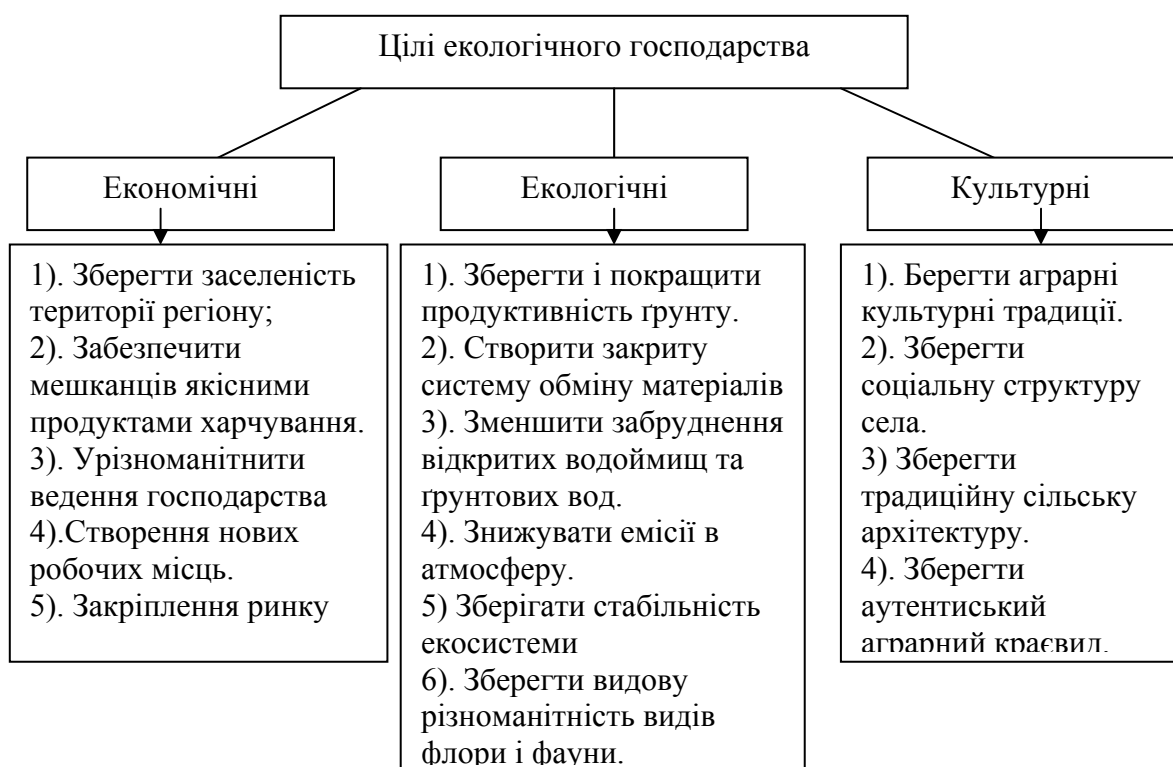 Цілі екологічного господарства
Економічні
Екологічні
Культурні
1). Зберегти заселеність
території регіону;
2). Забезпечити
мешканців якісними
продуктами харчування.
3). Урізноманітнити
ведення господарства
4).Створення нових
робочих місць.
5). Закріплення ринку
1). Зберегти і покращити
продуктивність ґрунту.
2). Створити закриту
систему обміну матеріалів
3). Зменшити забруднення
відкритих водоймищ та
ґрунтових вод.
4). Знижувати емісії в
атмосферу.
5) Зберігати стабільність
екосистеми
6). Зберегти видову
різноманітність видів
флори і фауни.
1). Берегти аграрні
культурні традиції.
2). Зберегти
соціальну структуру
села.
3) Зберегти
традиційну сільську
архітектуру.
4). Зберегти
аутентиський
аграрний краєвид.